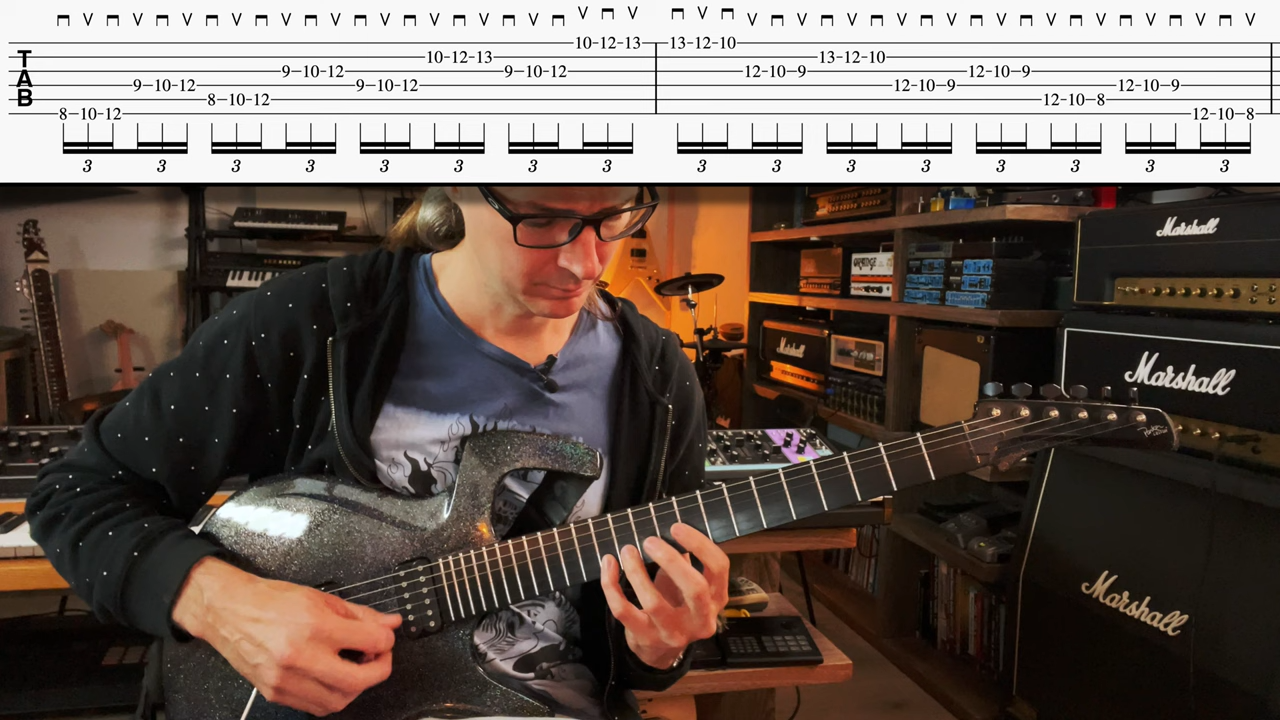 10-12-13 13-12-10
T 10-12-13 13-12-10
A 9-10-12 9-10-12 12-10-9 12-10-9
B 9-10-12 9-10-12 12-10-9 12-10-9
8-10-12 12-10-8
8-10-12 12-10-8
3 3 3 3 3 3 3 3 3 3 3 3 3 3 3 3
Marshall
ORANGE
Marshall
Marshall
Marshall